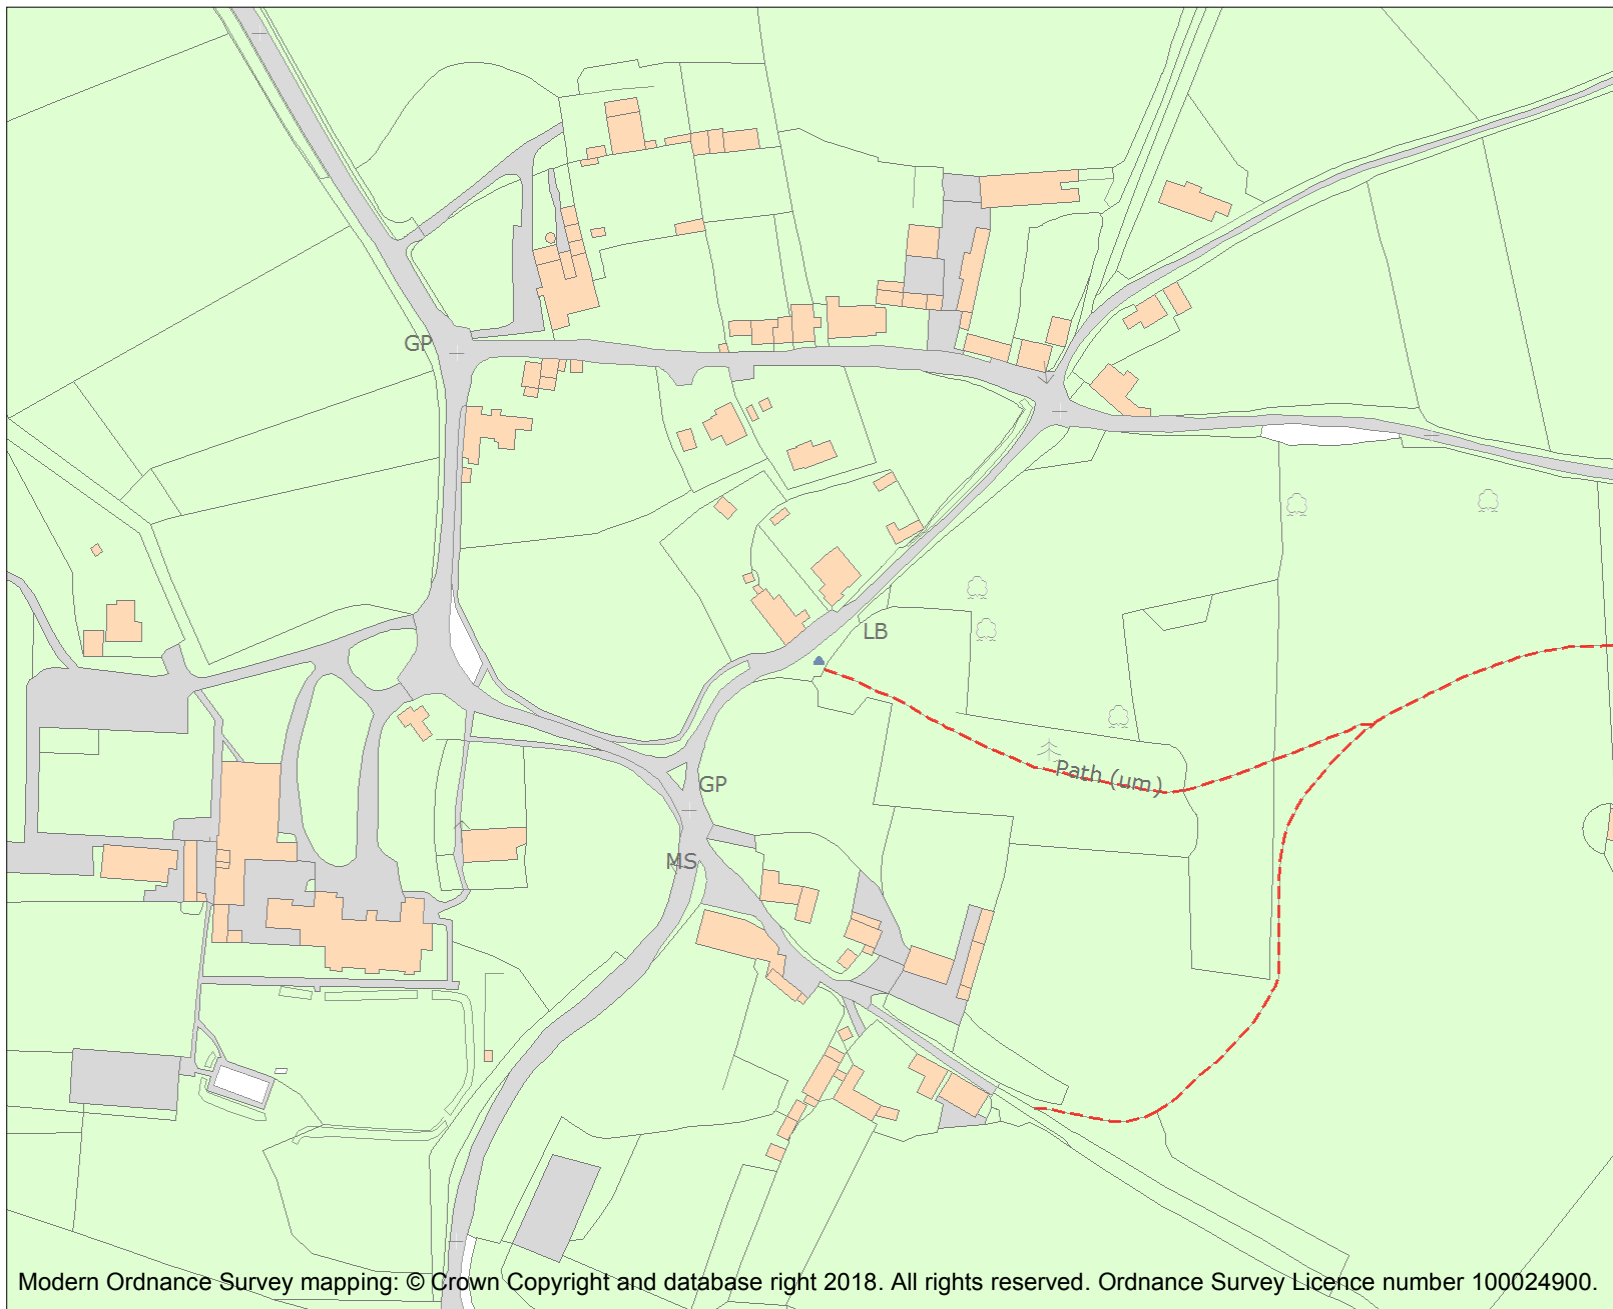 GP
LB
Path (um)
GP
MS
Modern Ordnance Survey mapping: © Crown Copyright and database right 2018. All rights reserved. Ordnance Survey Licence number 100024900.